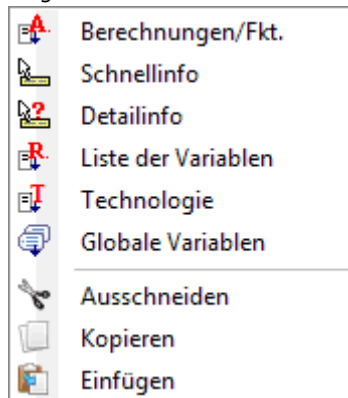 Berechnungen/Fkt.
Schnellinfo
Detailinfo
Liste der Variablen
Technologie
Globale Variablen
Ausschneiden
Kopieren
Einfügen